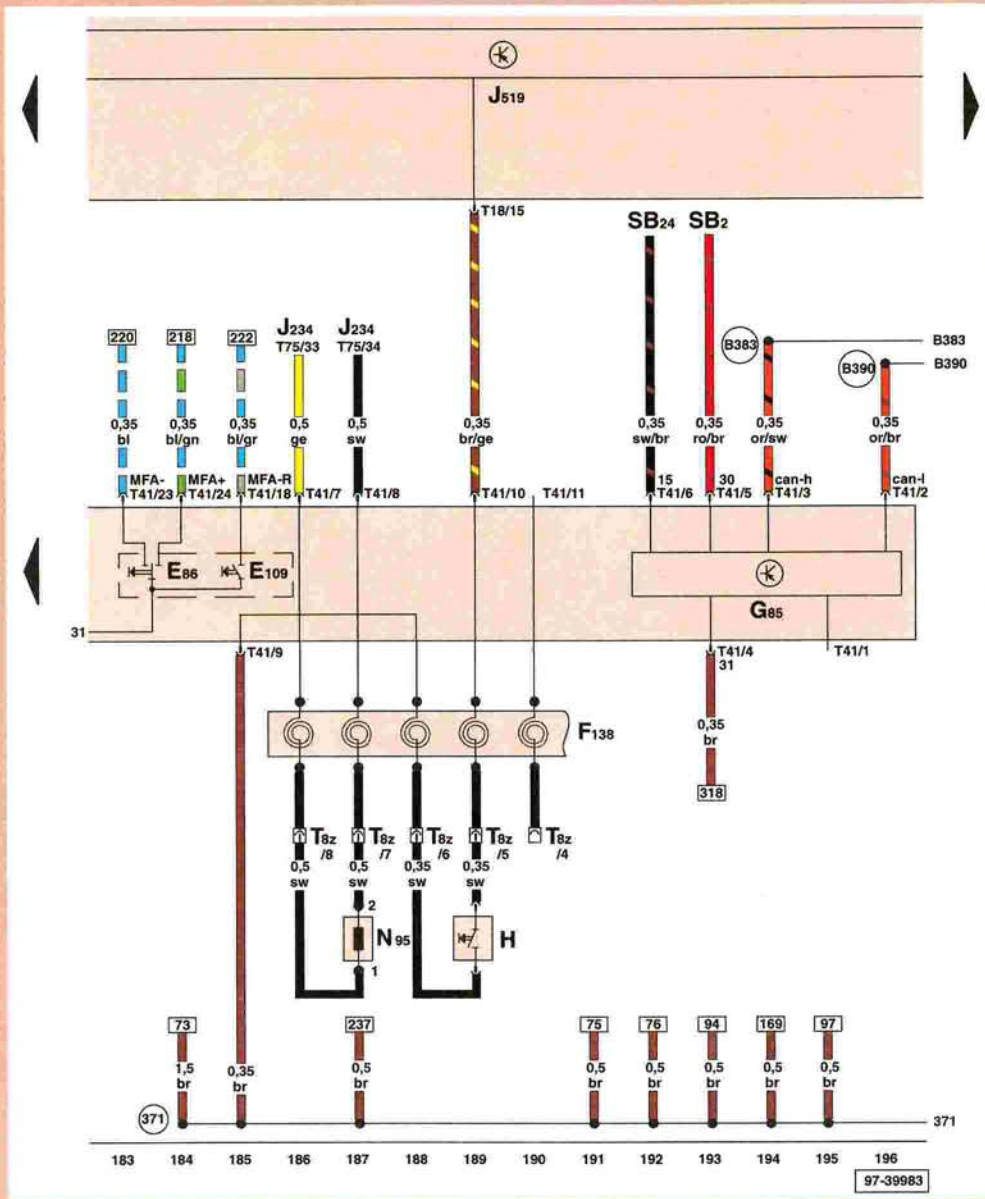 J519
T18/15
SB24 SB2
B383 B383
B390 B390
220 218 222
J234 J234
T75/33 T75/34
0,35 0,35 0,35 0,5 0,5 0,35 0,35 0,35 0,35 0,35
bl bl/gn bl/gr ge sw br/ge sw/br ro/br or/sw or/br
MFA- MFA+ MFA-R 15 30 can-h can-l
T41/23 T41/24 T41/18 T41/7 T41/8 T41/10 T41/11 T41/6 T41/5 T41/3 T41/2
E86 E109
G85
31
T41/9 T41/4 T41/1
31
F138
0,35
br
318
T8z T8z T8z T8z T8z
/8 /7 /6 /5 /4
0,5 0,5 0,35 0,35
sw sw sw sw
2
N95 H
1
73 237 75 76 94 169 97
1,5 0,35 0,5 0,5 0,5 0,5 0,5 0,5
br br br br br br br br
371 371
183 184 185 186 187 188 189 190 191 192 193 194 195 196
97-39983